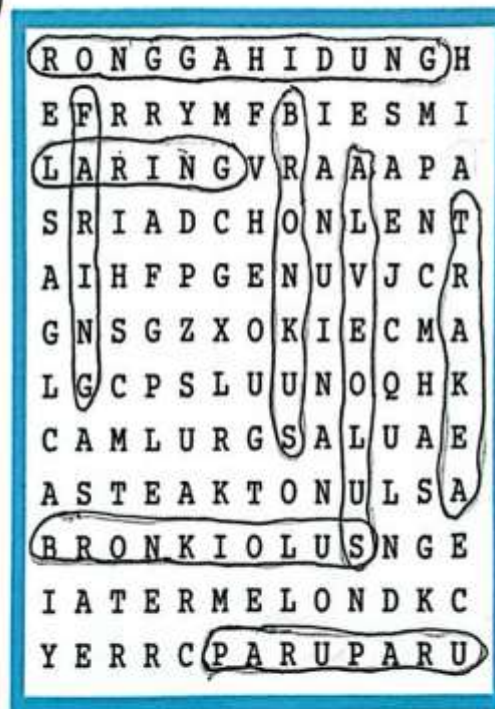 R O N G G A H I D U N G H
E F R R Y M F B I E S M I
L A R I N G V R A A A P A
S R I A D C H O N L E N T
A I H F P G E N U V J C R
G N S G Z X O K I E C M A
L G C P S L U U N O Q H K
C A M L U R G S A L U A E
A S T E A K T O N U L S A
B R O N K I O L U S N G E
I A T E R M E L O N D K C
Y E R R C P A R U P A R U